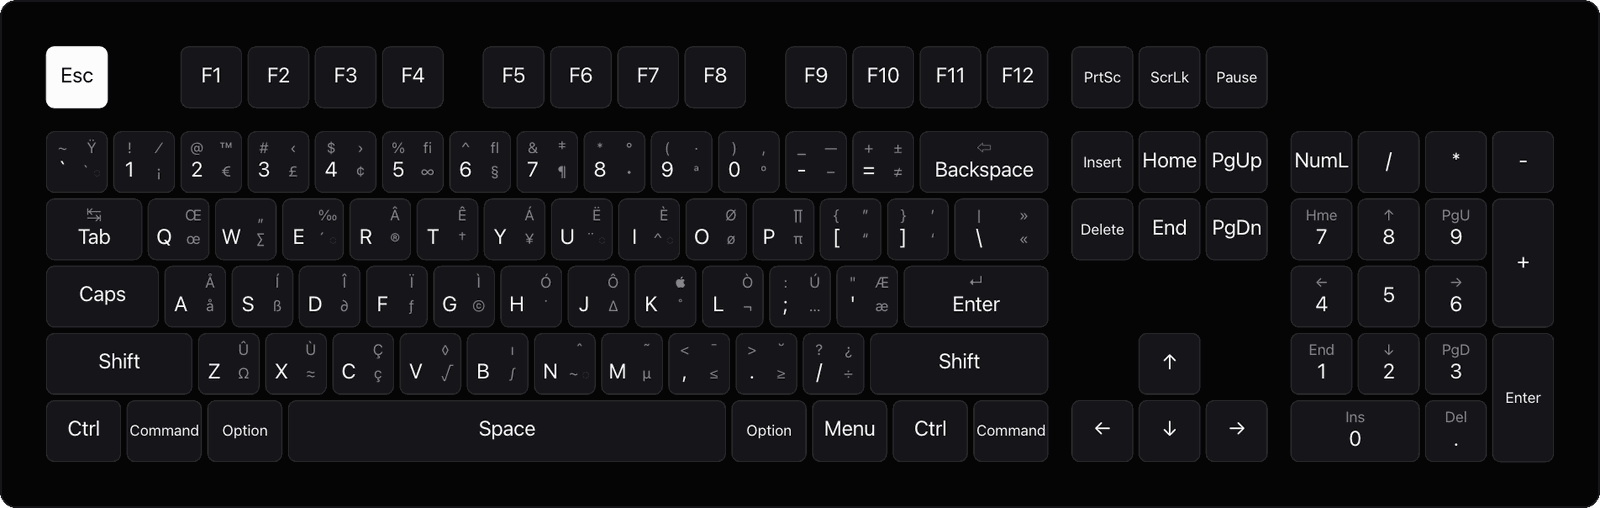 Esc F1 F2 F3 F4 F5 F6 F7 F8 F9 F10 F11 F12 PrtSc ScrLk Pause
~ Ÿ ! ⁄ @ ™ # ‹ $ › % ﬁ ^ ﬂ & ‡ * ° ( · ) ‚ _ — + ± ⇦
` ` 1 ¡ 2 € 3 £ 4 ¢ 5 ∞ 6 § 7 ¶ 8 • 9 ª 0 º - – = ≠ Backspace Insert Home PgUp NumL / * -
↹ Œ „ ‰ Â Ê Á Ë È Ø ∏ { ” } ’ | » Hme ↑ PgU
Tab Q œ W ∑ E ´ R ® T † Y ¥ U ¨ I ^ O ø P π [ “ ] ‘ \ « Delete End PgDn 7 8 9
Å Í Î Ï Ì Ó Ô  Ò : Ú " Æ ↵ ← → +
Caps A å S ß D ∂ F ƒ G © H ˙ J ∆ K ˚ L ¬ ; … ' æ Enter 4 5 6
Û Ù Ç ◊ ı ˆ ˜ < ¯ > ˘ ? ¿ End ↓ PgD
Shift Z Ω X ≈ C ç V √ B ∫ N ~ M µ , ≤ . ≥ / ÷ Shift ↑ 1 2 3 Enter
Ins Del
Ctrl Command Option Space Option Menu Ctrl Command ← ↓ → 0 .